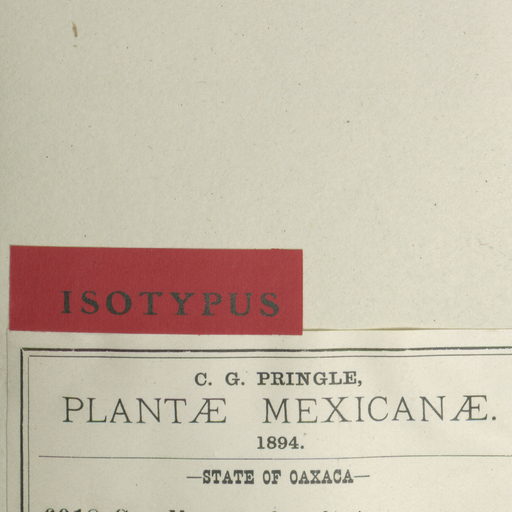 ISOTYPUS
C. G. PRINGLE,
PLANTÆ MEXICANÆ.
1894.
—STATE OF OAXACA—